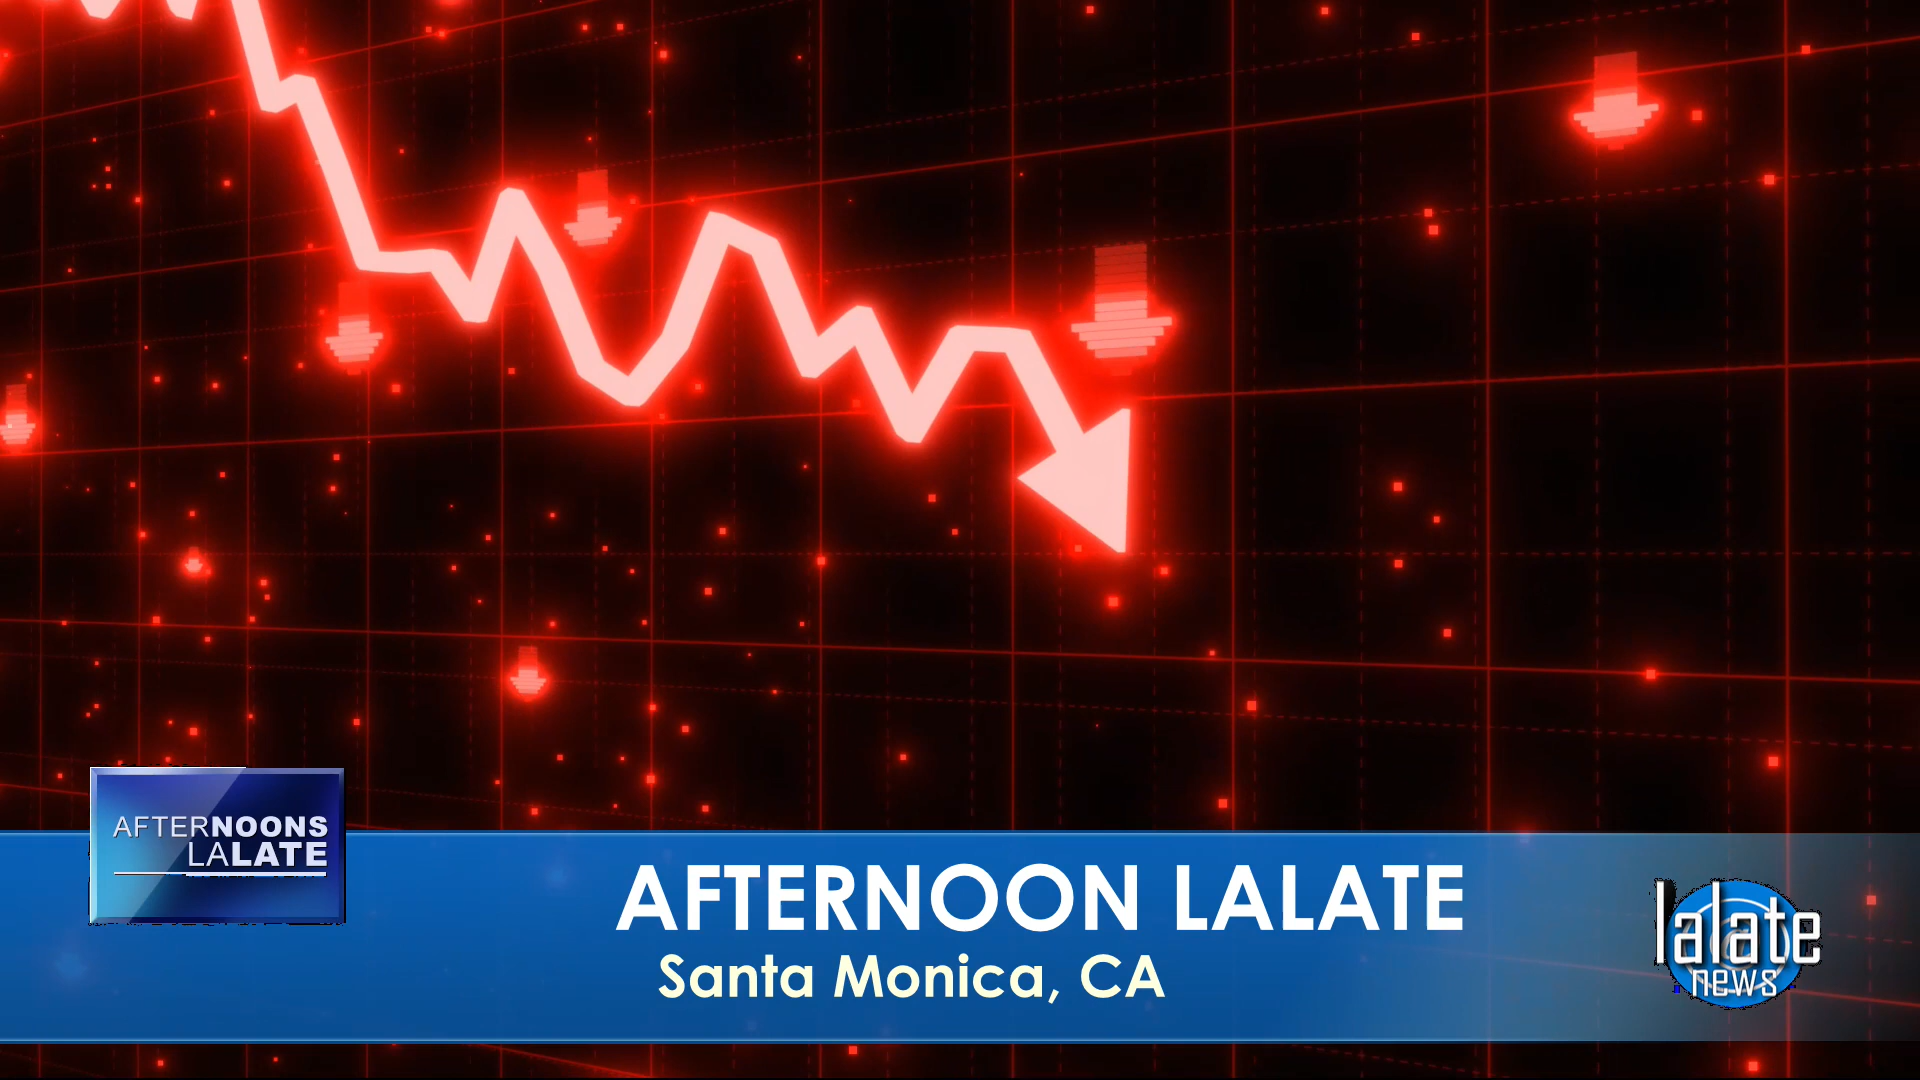 AFTERNOONS
LALATE
AFTERNOON LALATE
Santa Monica, CA
lalate
news